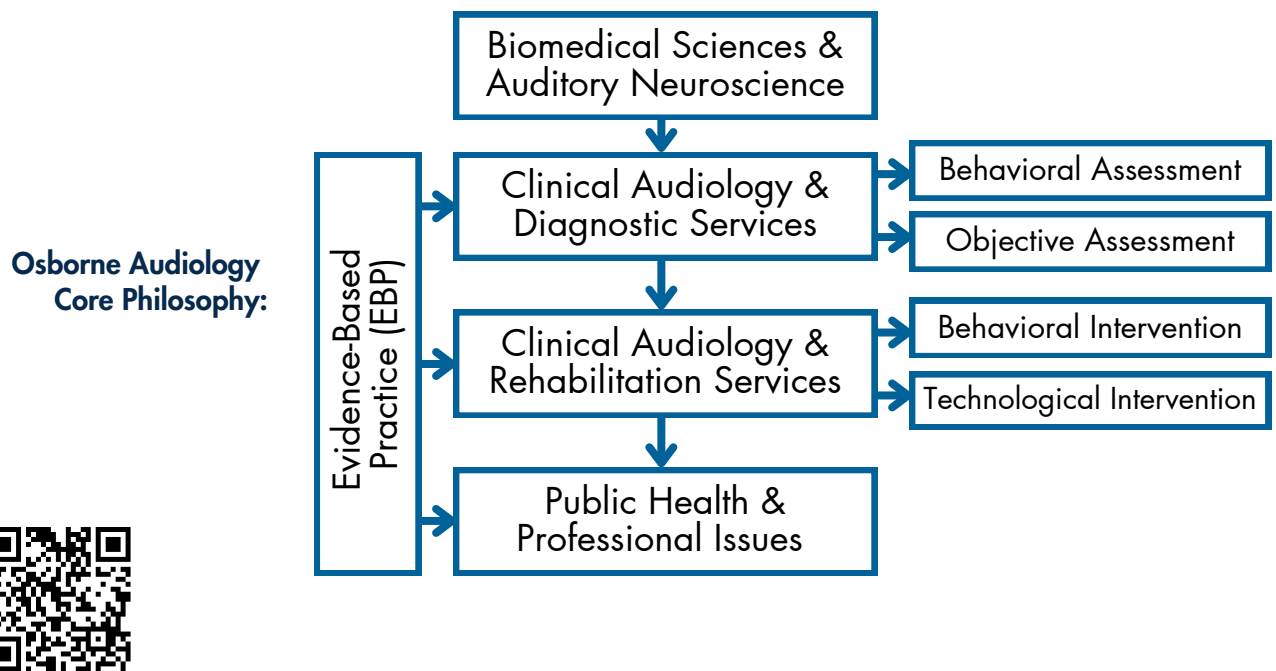 Biomedical Sciences &
Auditory Neuroscience
Osborne Audiology
Core Philosophy:
Evidence-Based
Practice (EBP)
Clinical Audiology &
Diagnostic Services
Behavioral Assessment
Objective Assessment
Clinical Audiology &
Rehabilitation Services
Behavioral Intervention
Technological Intervention
Public Health &
Professional Issues